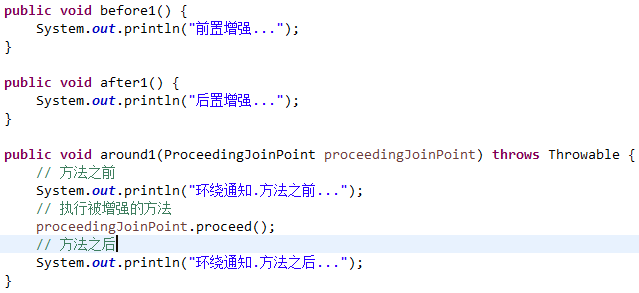 public void before1() {
System.out.println("前置增强...");
}
public void after1() {
System.out.println("后置增强...");
}
public void around1(ProceedingJoinPoint proceedingJoinPoint) throws Throwable {
// 方法之前
System.out.println("环绕通知.方法之前...");
// 执行被增强的方法
proceedingJoinPoint.proceed();
// 方法之后
System.out.println("环绕通知.方法之后...");
}